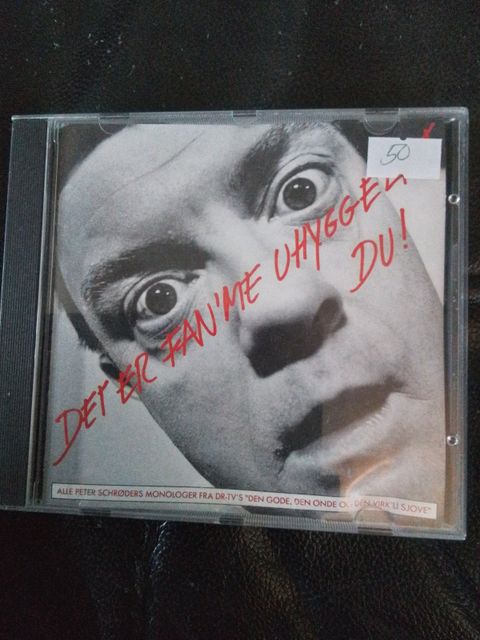 50
DET ER FAN'ME UHYGGEL
DU!
ALLE PETER SCHRØDERS MONOLOGER FRA DR-TV'S "DEN GODE, DEN ONDE OG DEN VIRK'LI SJOVE"